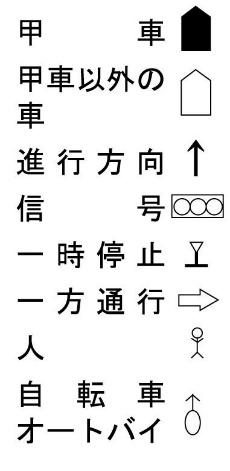 甲車
甲車以外の
車
進行方向
信号
一時停止
一方通行
人
自転車
オートバイ